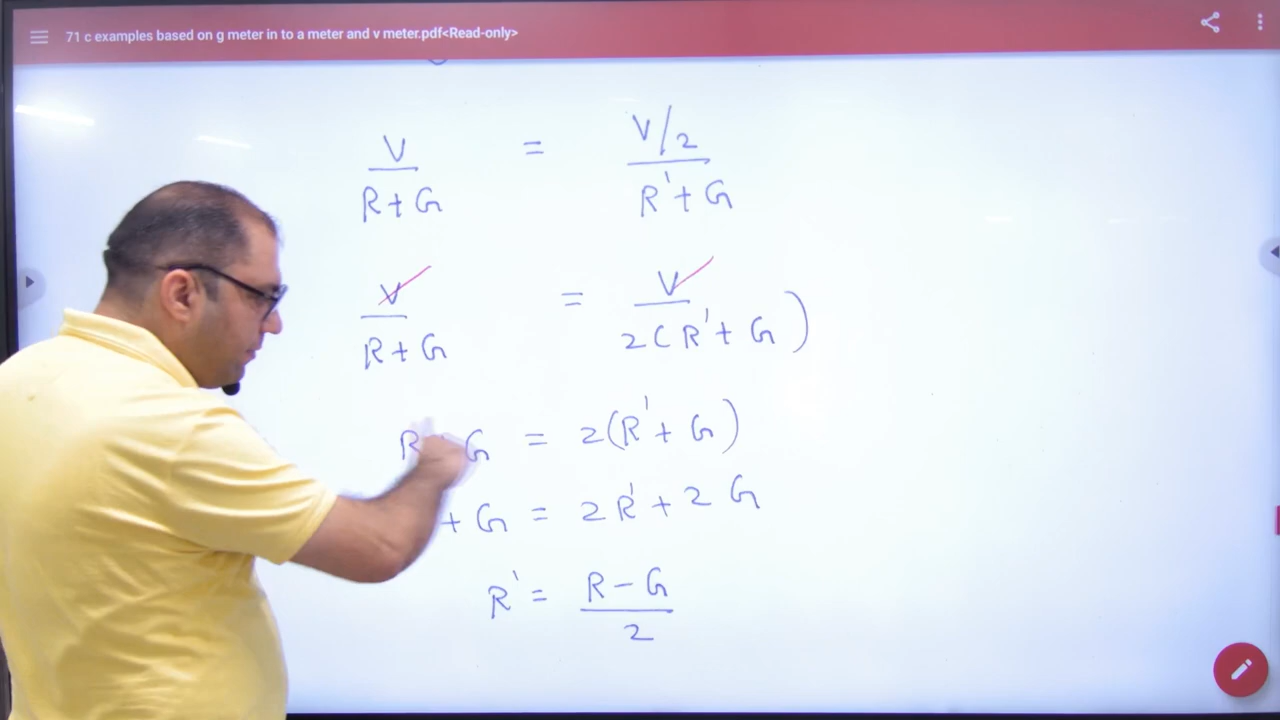 71 c examples based on g meter in to a meter and v meter.pdf<Read-only>
V/(R+G) = (V/2)/(R'+G)
V/(R+G) = V/(2(R'+G))
R G = 2(R'+G)
+ G = 2R'+2G
R' = (R-G)/2